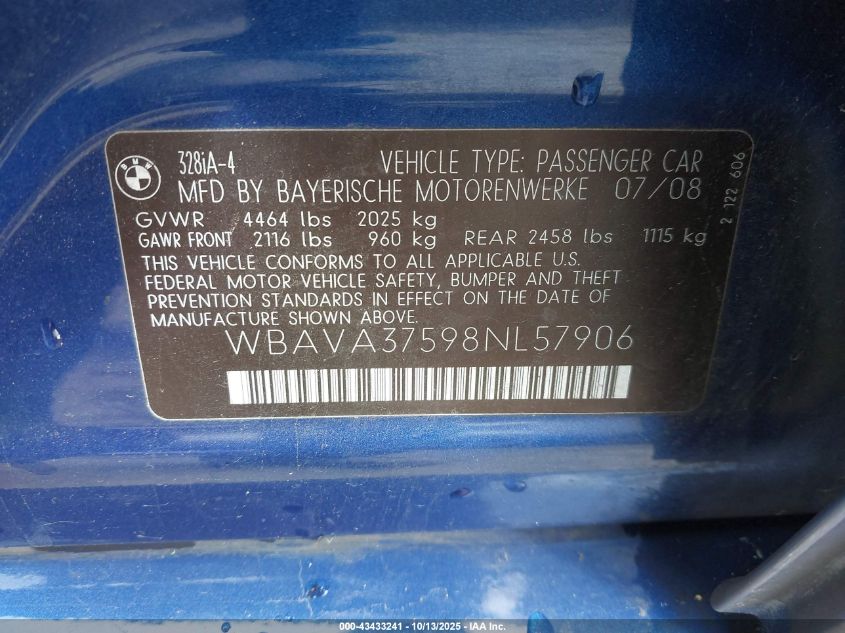 BMW
328iA-4 VEHICLE TYPE: PASSENGER CAR
MFD BY BAYERISCHE MOTORENWERKE 07/08
GVWR 4464 lbs 2025 kg
GAWR FRONT 2116 lbs 960 kg REAR 2458 lbs 1115 kg
THIS VEHICLE CONFORMS TO ALL APPLICABLE U.S.
FEDERAL MOTOR VEHICLE SAFETY, BUMPER AND THEFT
PREVENTION STANDARDS IN EFFECT ON THE DATE OF
MANUFACTURE SHOWN ABOVE:
WBAVA37598NL57906
2 122 606
000-43433241 - 10/13/2025 - IAA Inc.